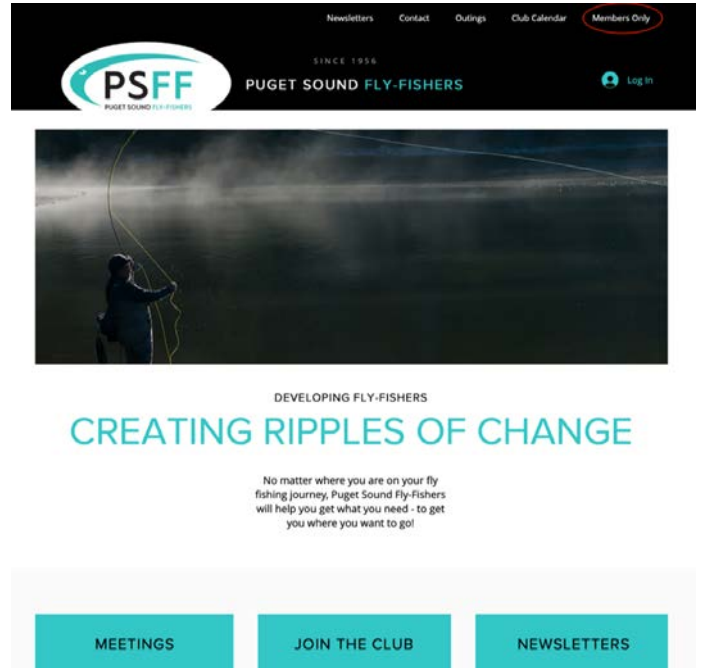 Newsletters Contact Outings Club Calendar Members Only
SINCE 1956
PUGET SOUND FLY-FISHERS
Log In
PSFF
PUGET SOUND FLY-FISHERS
DEVELOPING FLY-FISHERS
CREATING RIPPLES OF CHANGE
No matter where you are on your fly
fishing journey, Puget Sound Fly-Fishers
will help you get what you need - to get
you where you want to go!
MEETINGS
JOIN THE CLUB
NEWSLETTERS